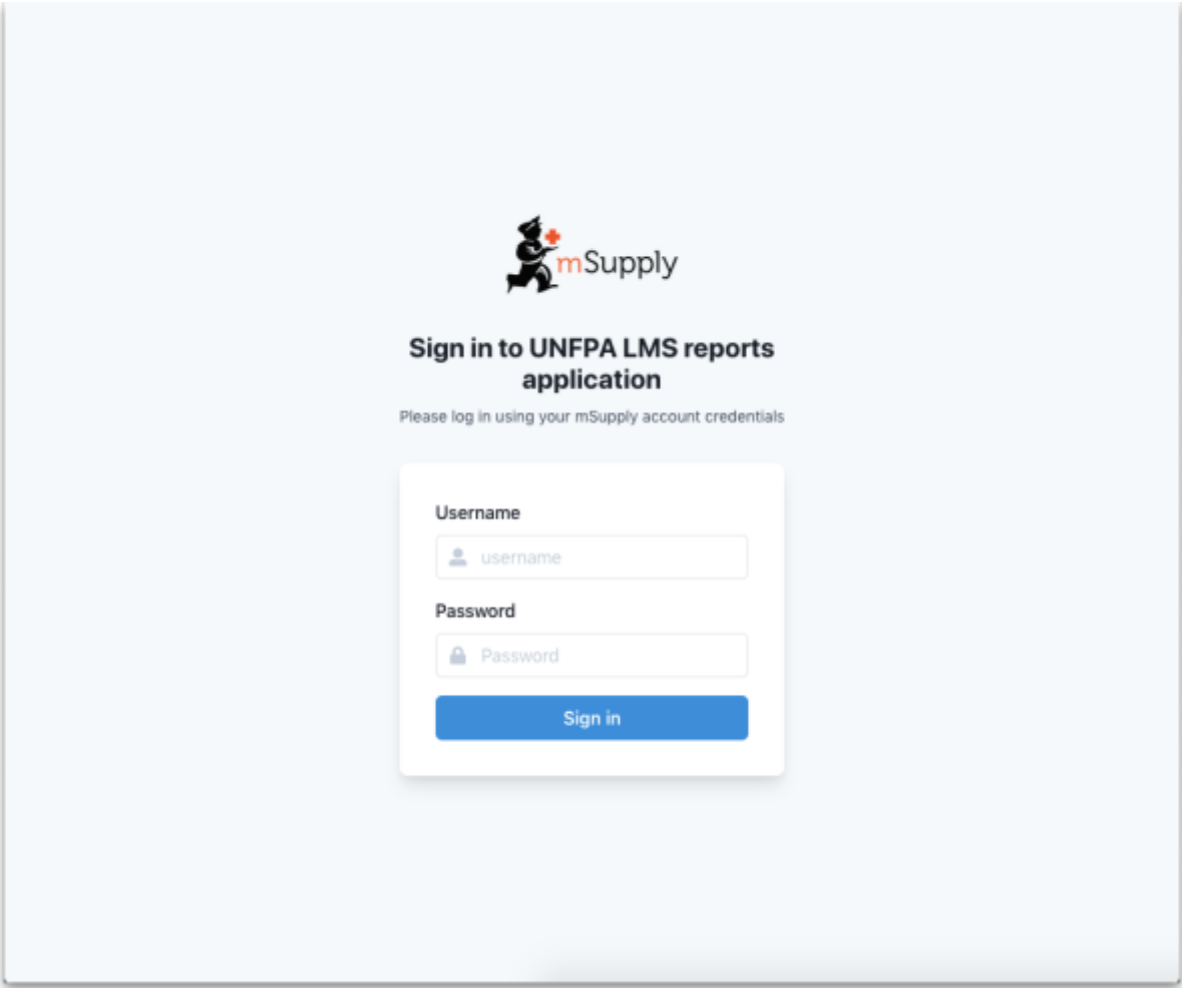 mSupply
Sign in to UNFPA LMS reports
application
Please log in using your mSupply account credentials
Username
username
Password
Password
Sign in